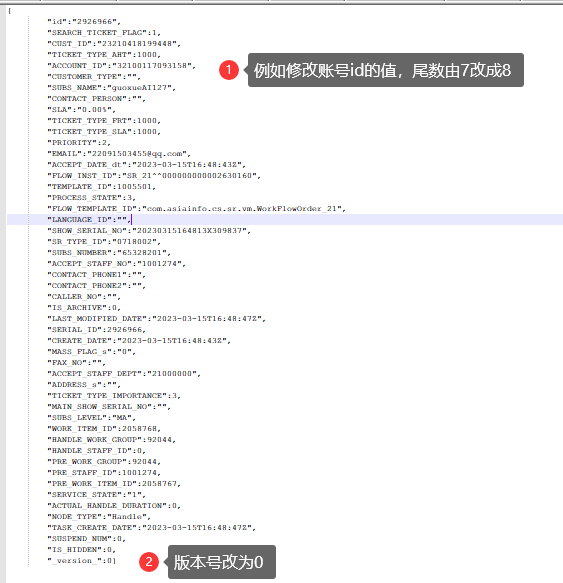 {
"id":"2926966",
"SEARCH_TICKET_FLAG":1,
"CUST_ID":"23210418199448",
"TICKET_TYPE_AHT":1000,
"ACCOUNT_ID":"32100117093158",
1 例如修改账号id的值，尾数由7改成8
"CUSTOMER_TYPE":"",
"SUBS_NAME":"guoxueAI127",
"CONTACT_PERSON":"",
"SLA":"0.00%",
"TICKET_TYPE_FRT":1000,
"TICKET_TYPE_SLA":1000,
"PRIORITY":2,
"EMAIL":"22091503455@qq.com",
"ACCEPT_DATE_dt":"2023-03-15T16:48:43Z",
"FLOW_INST_ID":"SR_21^^000000000002630160",
"TEMPLATE_ID":1005501,
"PROCESS_STATE":3,
"FLOW_TEMPLATE_ID":"com.asiainfo.cs.sr.vm.WorkFlowOrder_21",
"LANGUAGE_ID":"",
"SHOW_SERIAL_NO":"20230315164813X309837",
"SR_TYPE_ID":"0718002",
"SUBS_NUMBER":"65328201",
"ACCEPT_STAFF_NO":"1001274",
"CONTACT_PHONE1":"",
"CONTACT_PHONE2":"",
"CALLER_NO":"",
"IS_ARCHIVE":0,
"LAST_MODIFIED_DATE":"2023-03-15T16:48:47Z",
"SERIAL_ID":2926966,
"CREATE_DATE":"2023-03-15T16:48:43Z",
"MASS_FLAG_s":"0",
"FAX_NO":"",
"ACCEPT_STAFF_DEPT":"21000000",
"ADDRESS_s":"",
"TICKET_TYPE_IMPORTANCE":3,
"MAIN_SHOW_SERIAL_NO":"",
"SUBS_LEVEL":"MA",
"WORK_ITEM_ID":2058768,
"HANDLE_WORK_GROUP":92044,
"HANDLE_STAFF_ID":0,
"PRE_WORK_GROUP":92044,
"PRE_STAFF_ID":1001274,
"PRE_WORK_ITEM_ID":2058767,
"SERVICE_STATE":"1",
"ACTUAL_HANDLE_DURATION":0,
"NODE_TYPE":"Handle",
"TASK_CREATE_DATE":"2023-03-15T16:48:47Z",
"SUSPEND_NUM":0,
"IS_HIDDEN":0,
"_version_":0}
2 版本号改为0